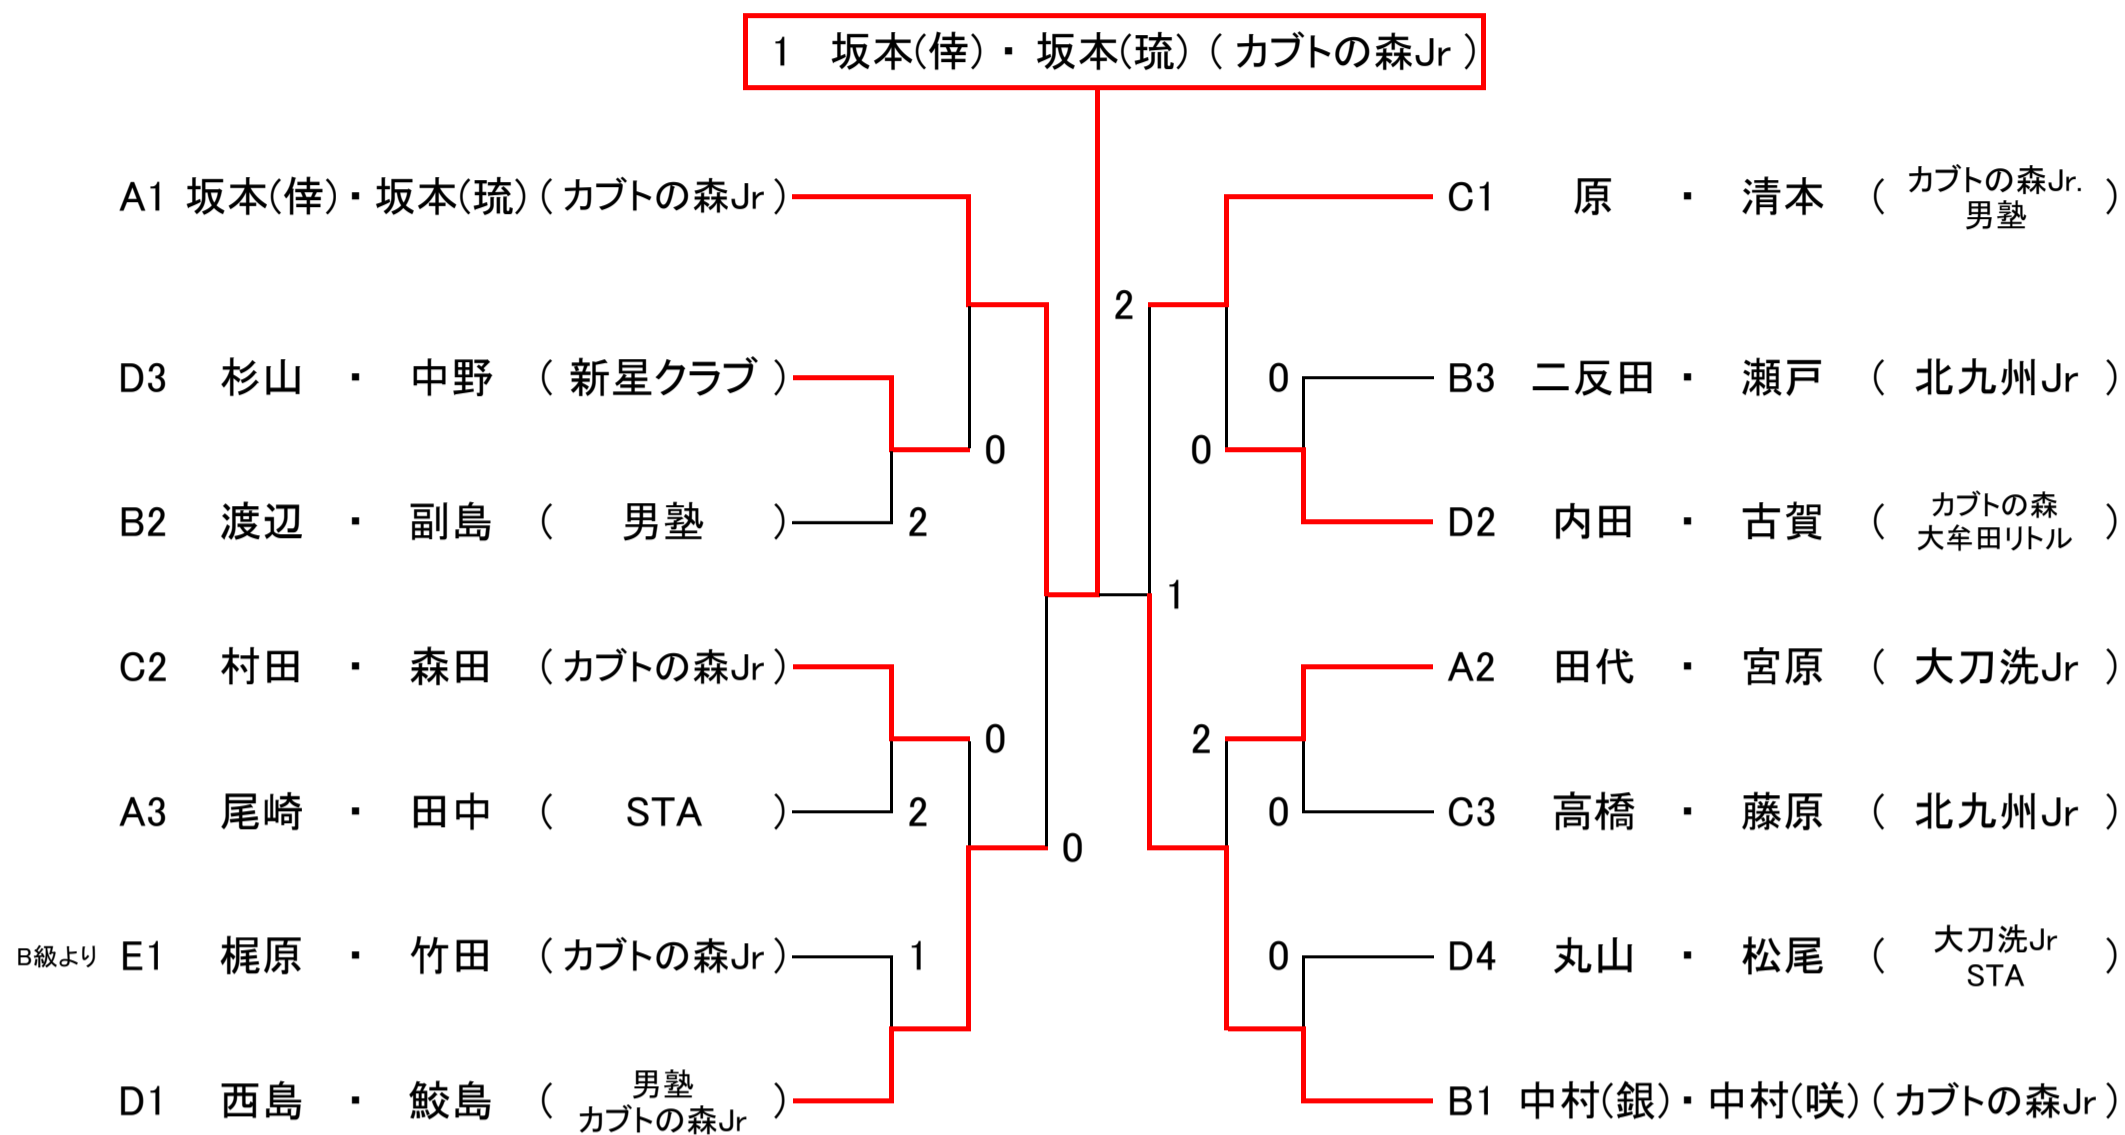 1 坂本(倖)・ 坂本(琉) ( カブトの森Jr )
A1 坂本(倖)・坂本(琉) ( カブトの森Jr )
D3 杉山 ・ 中野 ( 新星クラブ )
0
B2 渡辺 ・ 副島 ( 男塾 )
2
C2 村田 ・ 森田 ( カブトの森Jr )
0
A3 尾崎 ・ 田中 ( STA )
2
0
B級より E1 梶原 ・ 竹田 ( カブトの森Jr )
1
D1 西島 ・ 鮫島 ( 男塾
カブトの森Jr )
2
C1 原 ・ 清本 ( カブトの森Jr.
男塾 )
0
B3 二反田 ・ 瀬戸 ( 北九州Jr )
0
D2 内田 ・ 古賀 ( カブトの森
大牟田リトル )
1
A2 田代 ・ 宮原 ( 大刀洗Jr )
2
0
C3 高橋 ・ 藤原 ( 北九州Jr )
0
D4 丸山 ・ 松尾 ( 大刀洗Jr
STA )
B1 中村(銀)・中村(咲) ( カブトの森Jr )